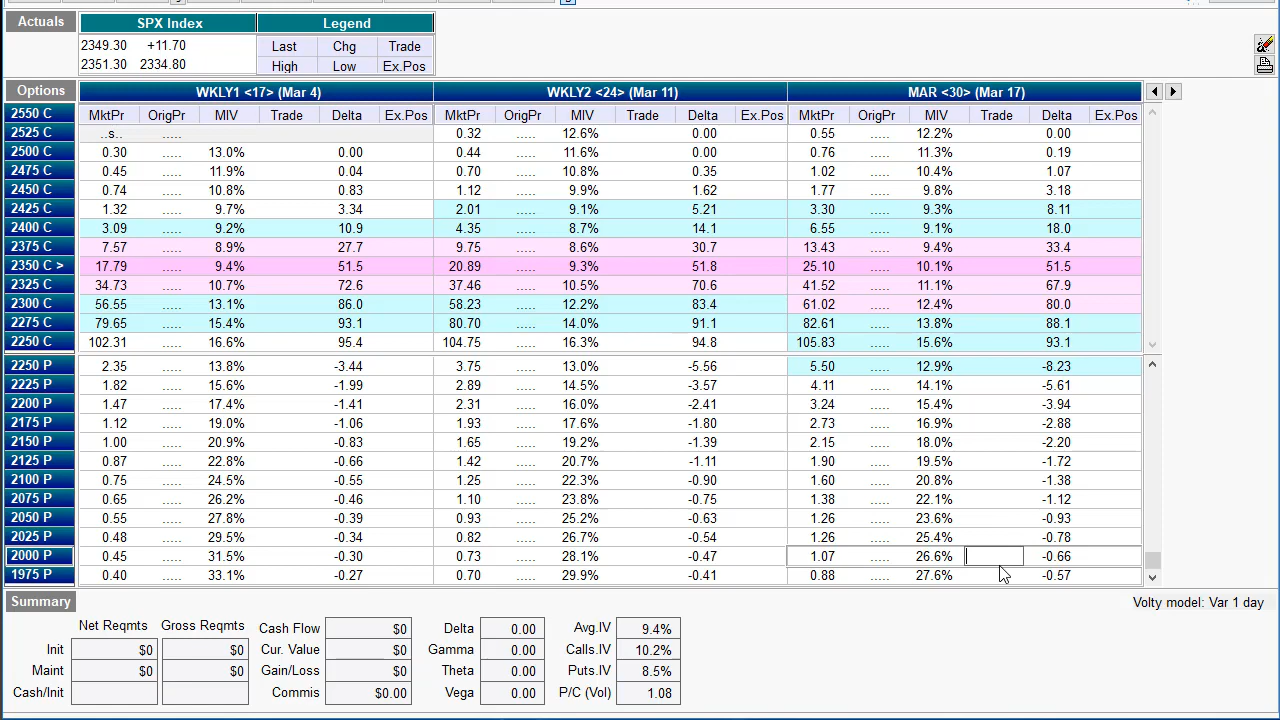 Actuals SPX Index Legend
2349.30 +11.70 Last Chg Trade
2351.30 2334.80 High Low Ex.Pos
Options WKLY1 <17> (Mar 4) WKLY2 <24> (Mar 11) MAR <30> (Mar 17)
2550 C MktPr OrigPr MIV Trade Delta Ex.Pos MktPr OrigPr MIV Trade Delta Ex.Pos MktPr OrigPr MIV Trade Delta Ex.Pos
2525 C ..s.. ..... 0.32 ..... 12.6% 0.00 0.55 ..... 12.2% 0.00
2500 C 0.30 ..... 13.0% 0.00 0.44 ..... 11.6% 0.00 0.76 ..... 11.3% 0.19
2475 C 0.45 ..... 11.9% 0.04 0.70 ..... 10.8% 0.35 1.02 ..... 10.4% 1.07
2450 C 0.74 ..... 10.8% 0.83 1.12 ..... 9.9% 1.62 1.77 ..... 9.8% 3.18
2425 C 1.32 ..... 9.7% 3.34 2.01 ..... 9.1% 5.21 3.30 ..... 9.3% 8.11
2400 C 3.09 ..... 9.2% 10.9 4.35 ..... 8.7% 14.1 6.55 ..... 9.1% 18.0
2375 C 7.57 ..... 8.9% 27.7 9.75 ..... 8.6% 30.7 13.43 ..... 9.4% 33.4
2350 C > 17.79 ..... 9.4% 51.5 20.89 ..... 9.3% 51.8 25.10 ..... 10.1% 51.5
2325 C 34.73 ..... 10.7% 72.6 37.46 ..... 10.5% 70.6 41.52 ..... 11.1% 67.9
2300 C 56.55 ..... 13.1% 86.0 58.23 ..... 12.2% 83.4 61.02 ..... 12.4% 80.0
2275 C 79.65 ..... 15.4% 93.1 80.70 ..... 14.0% 91.1 82.61 ..... 13.8% 88.1
2250 C 102.31 ..... 16.6% 95.4 104.75 ..... 16.3% 94.8 105.83 ..... 15.6% 93.1
2250 P 2.35 ..... 13.8% -3.44 3.75 ..... 13.0% -5.56 5.50 ..... 12.9% -8.23
2225 P 1.82 ..... 15.6% -1.99 2.89 ..... 14.5% -3.57 4.11 ..... 14.1% -5.61
2200 P 1.47 ..... 17.4% -1.41 2.31 ..... 16.0% -2.41 3.24 ..... 15.4% -3.94
2175 P 1.12 ..... 19.0% -1.06 1.93 ..... 17.6% -1.80 2.73 ..... 16.9% -2.88
2150 P 1.00 ..... 20.9% -0.83 1.65 ..... 19.2% -1.39 2.15 ..... 18.0% -2.20
2125 P 0.87 ..... 22.8% -0.66 1.42 ..... 20.7% -1.11 1.90 ..... 19.5% -1.72
2100 P 0.75 ..... 24.5% -0.55 1.25 ..... 22.3% -0.90 1.60 ..... 20.8% -1.38
2075 P 0.65 ..... 26.2% -0.46 1.10 ..... 23.8% -0.75 1.38 ..... 22.1% -1.12
2050 P 0.55 ..... 27.8% -0.39 0.93 ..... 25.2% -0.63 1.26 ..... 23.6% -0.93
2025 P 0.48 ..... 29.5% -0.34 0.82 ..... 26.7% -0.54 1.26 ..... 25.4% -0.78
2000 P 0.45 ..... 31.5% -0.30 0.73 ..... 28.1% -0.47 1.07 ..... 26.6% -0.66
1975 P 0.40 ..... 33.1% -0.27 0.70 ..... 29.9% -0.41 0.88 ..... 27.6% -0.57
Summary Volty model: Var 1 day
Net Reqmts Gross Reqmts Cash Flow $0 Delta 0.00 Avg.IV 9.4%
Init $0 $0 Cur. Value $0 Gamma 0.00 Calls.IV 10.2%
Maint $0 $0 Gain/Loss $0 Theta 0.00 Puts.IV 8.5%
Cash/Init Commis $0.00 Vega 0.00 P/C (Vol) 1.08